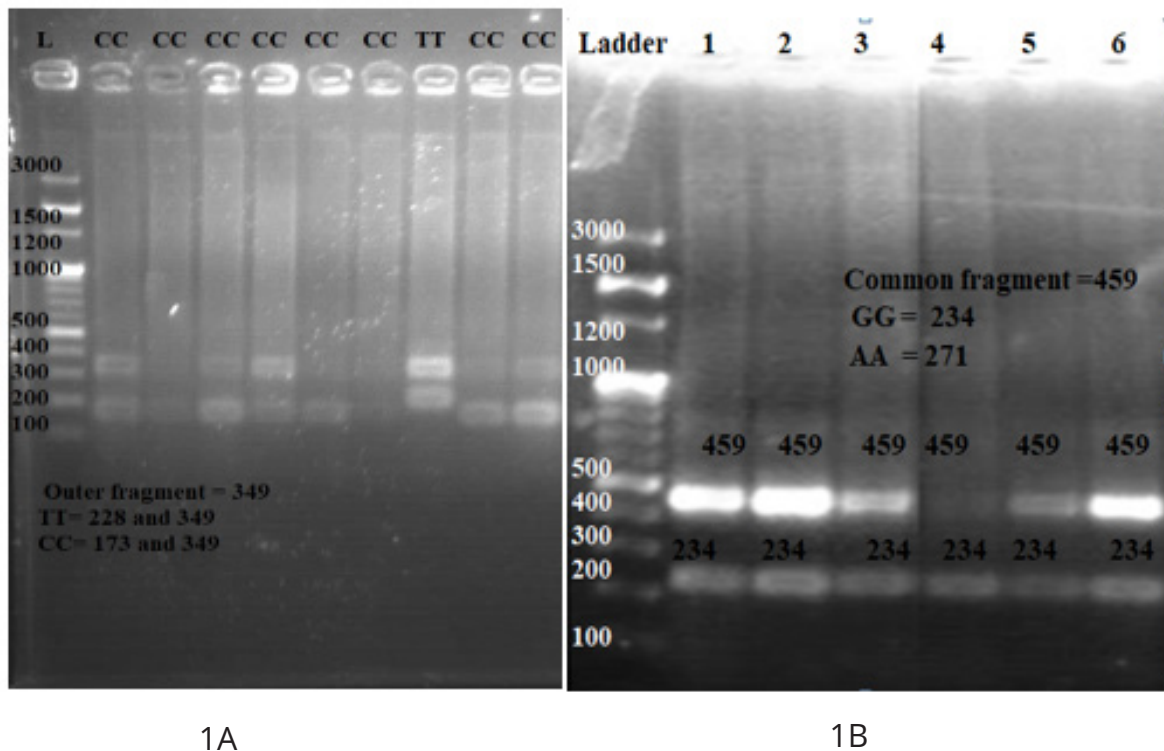 L CC CC CC CC CC CC TT CC CC
3000
1500
1200
1000
500
400
300
200
100
Outer fragment = 349
TT= 228 and 349
CC= 173 and 349
Ladder 1 2 3 4 5 6
3000
1500
Common fragment =459
GG = 234
1200
AA = 271
1000
459 459 459 459 459 459
500
400
300
234 234 234 234 234 234
200
100
1A
1B